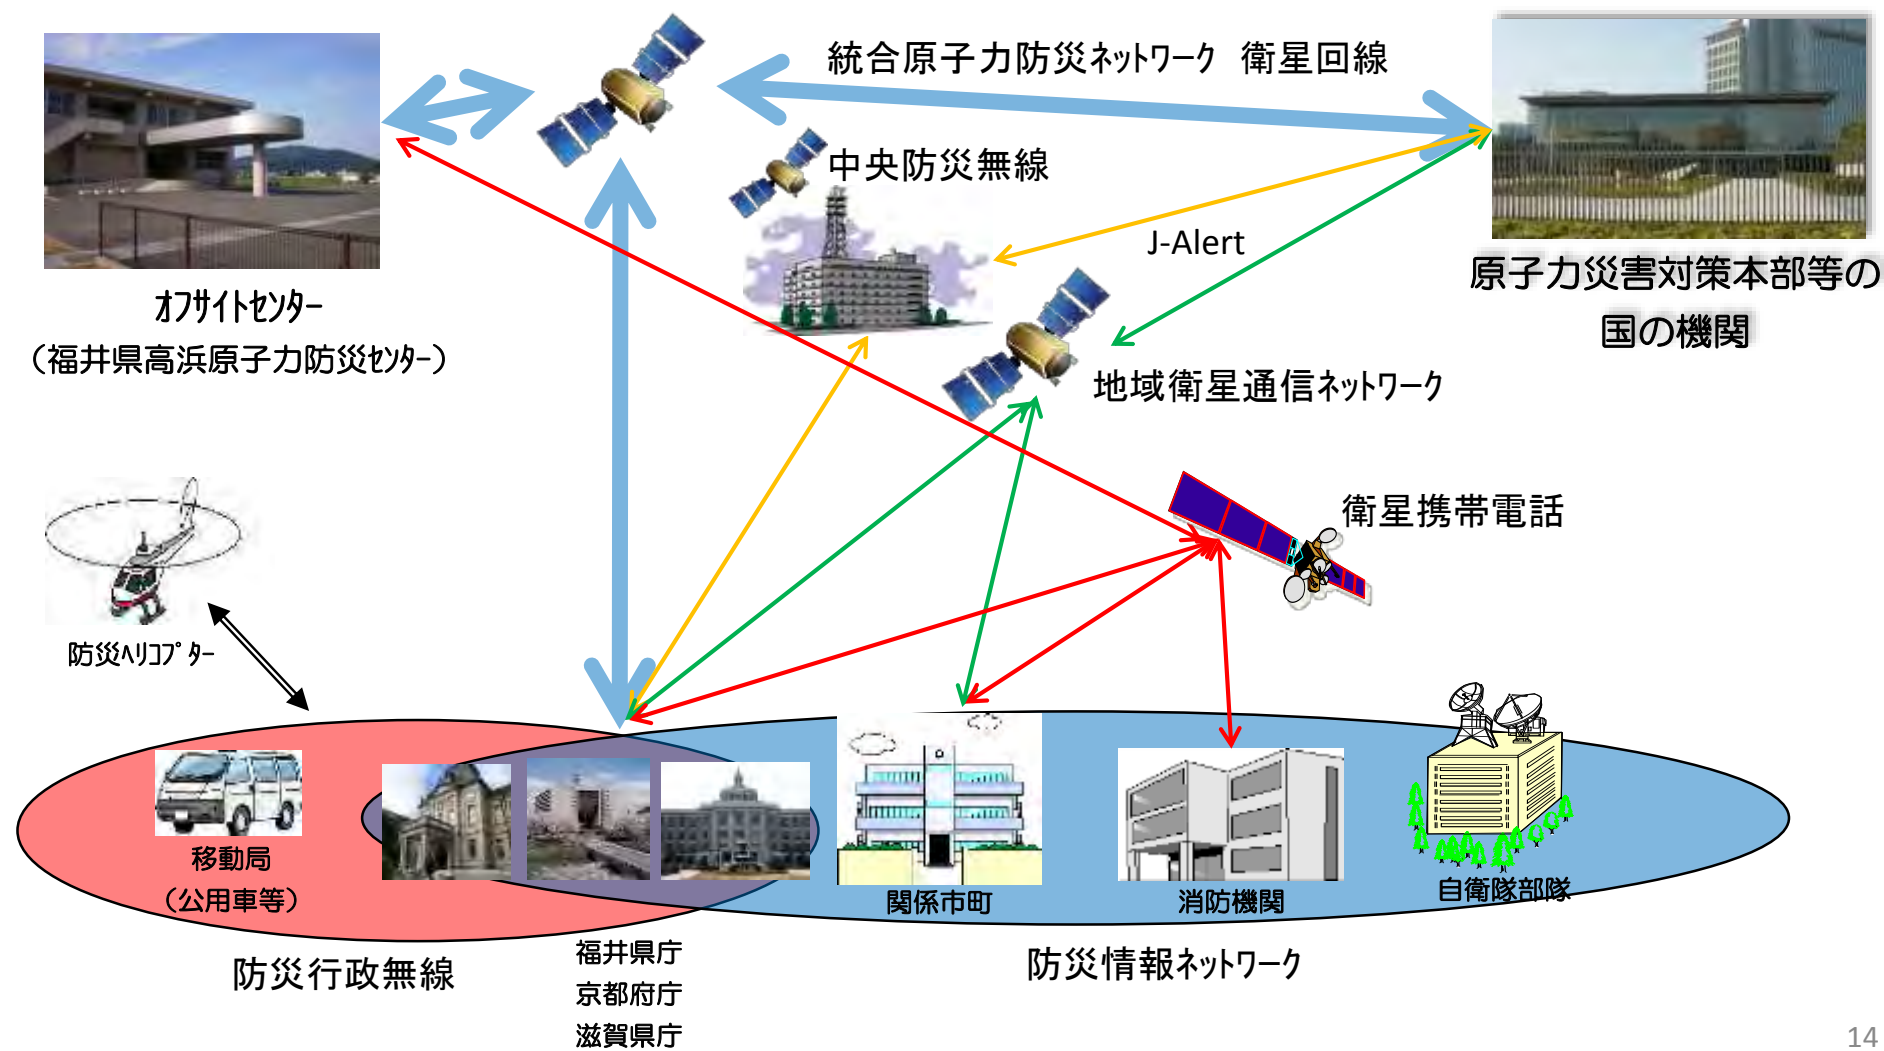 統合原子力防災ネットワーク　衛星回線
中央防災無線
J-Alert
オフサイトセンター
（福井県高浜原子力防災センター）
原子力災害対策本部等の
国の機関
地域衛星通信ネットワーク
衛星携帯電話
防災ヘリコプター
移動局
（公用車等）
関係市町
消防機関
自衛隊部隊
防災行政無線
福井県庁
京都府庁
滋賀県庁
防災情報ネットワーク
14